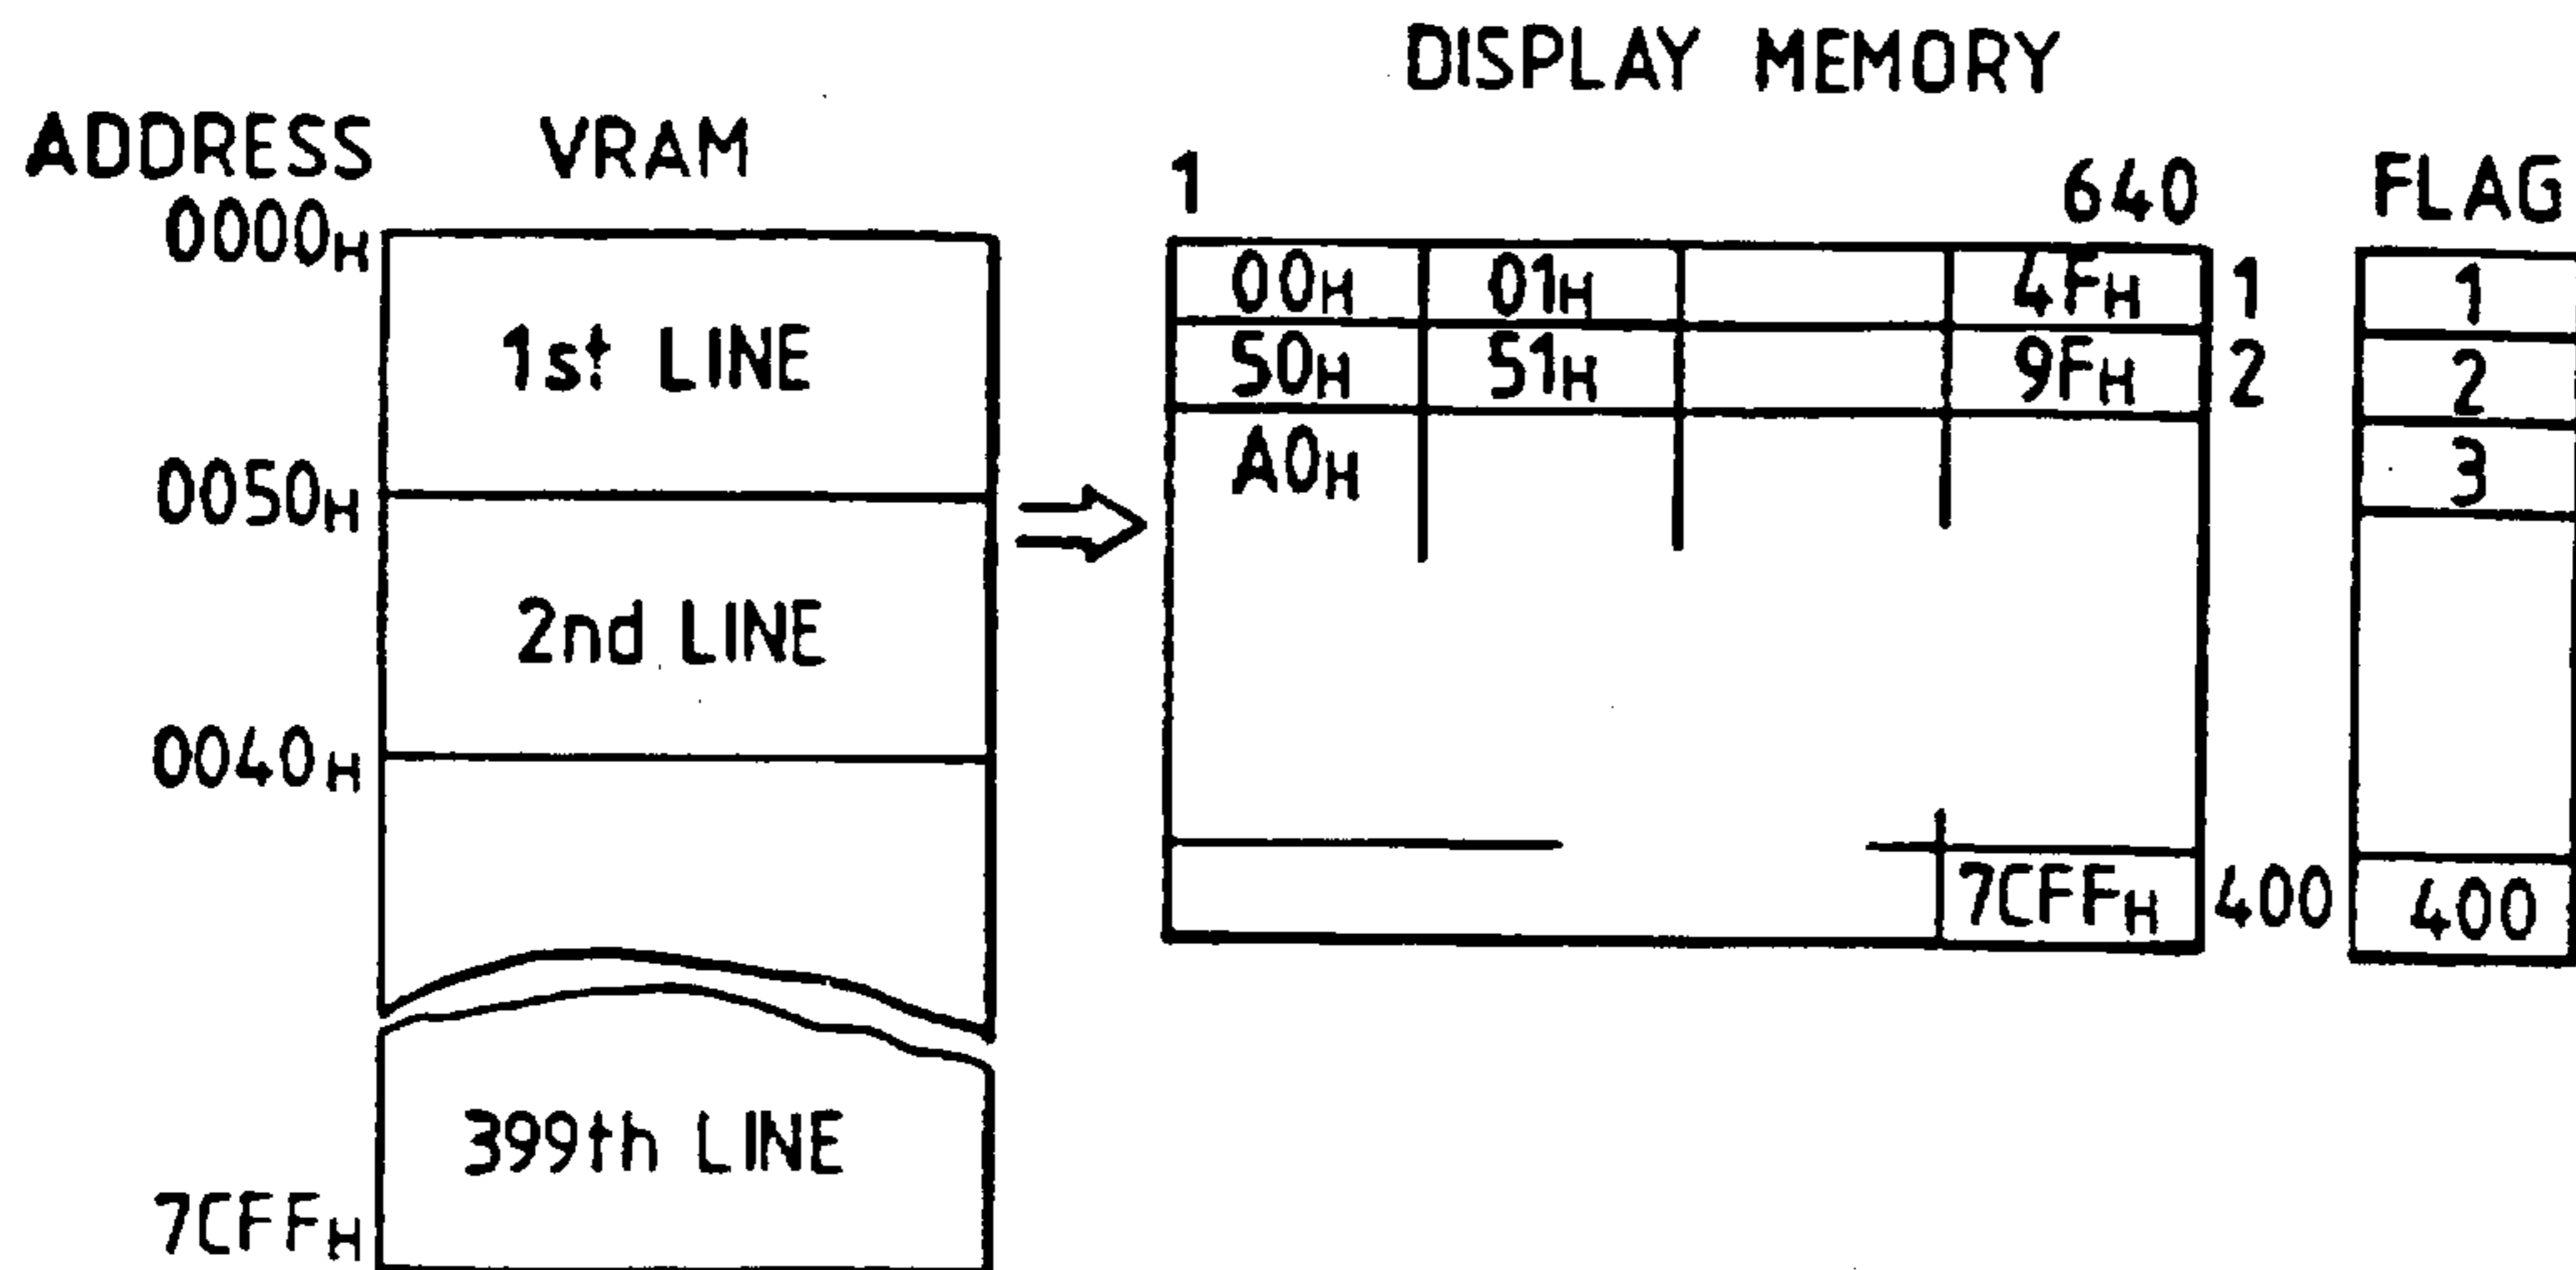 DISPLAY MEMORY
ADDRESS VRAM
1 640 FLAG
0000H
00H 01H 4FH 1 1
1st LINE
50H 51H 9FH 2 2
A0H 3
0050H
2nd LINE
0040H
7CFFH 400 400
399th LINE
7CFFH